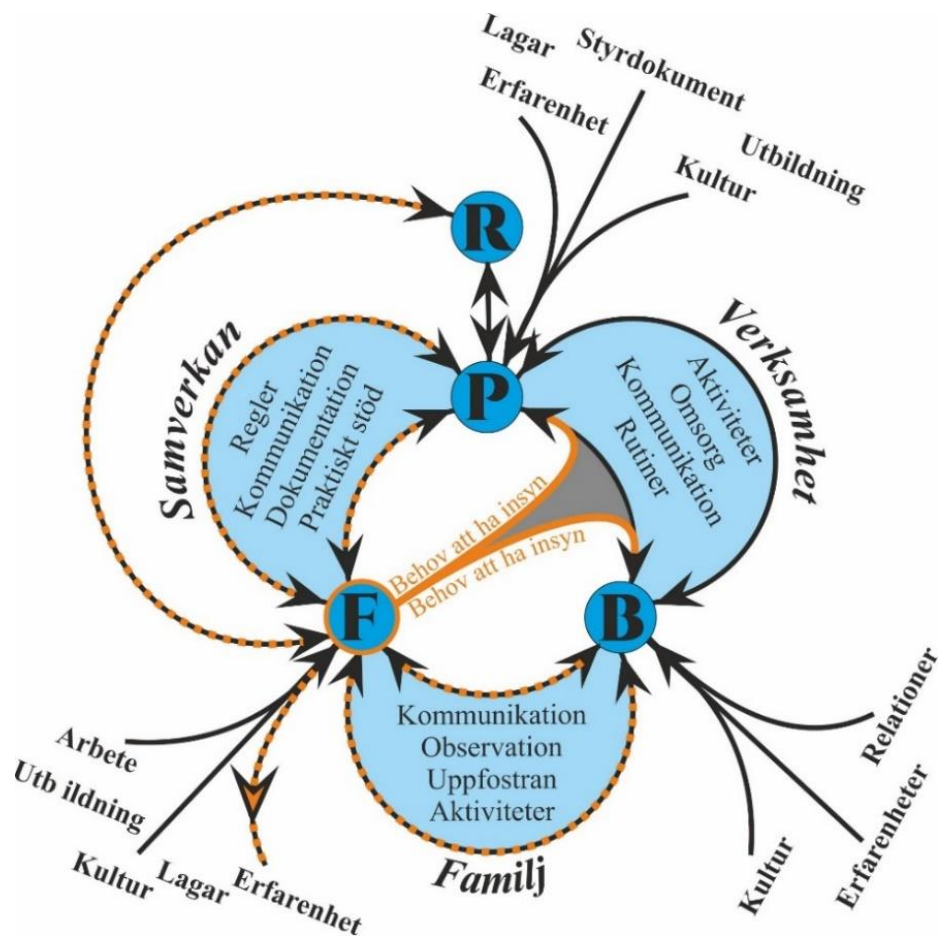 Lagar
Styrdokument
Erfarenhet
Utbildning
Kultur
R
Samverkan
Verksamhet
P
Regler
Kommunikation
Dokumentation
Praktiskt stöd
Aktiviteter
Omsorg
Kommunikation
Rutiner
Behov att ha insyn
Behov att ha insyn
F
B
Kommunikation
Observation
Uppfostran
Aktiviteter
Familj
Arbete
Utb ildning
Kultur
Lagar
Erfarenhet
Relationer
Erfarenheter
Kultur